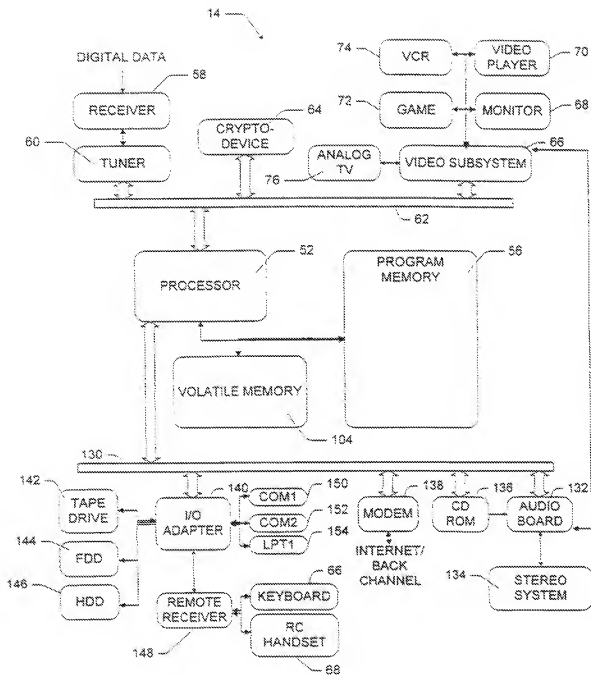 14
74
VCR
VIDEO
PLAYER
70
DIGITAL DATA
58
RECEIVER
64
72
GAME
MONITOR
68
60
TUNER
CRYPTO-
DEVICE
ANALOG
TV
76
VIDEO SUBSYSTEM
66
62
52
PROCESSOR
PROGRAM
MEMORY
56
VOLATILE MEMORY
104
130
142
TAPE
DRIVE
I/O
ADAPTER
140
COM1
150
COM2
152
LPT1
154
MODEM
138
CD
ROM
136
AUDIO
BOARD
132
144
FDD
INTERNET/
BACK
CHANNEL
146
HDD
REMOTE
RECEIVER
148
66
KEYBOARD
RC
HANDSET
68
134
STEREO
SYSTEM